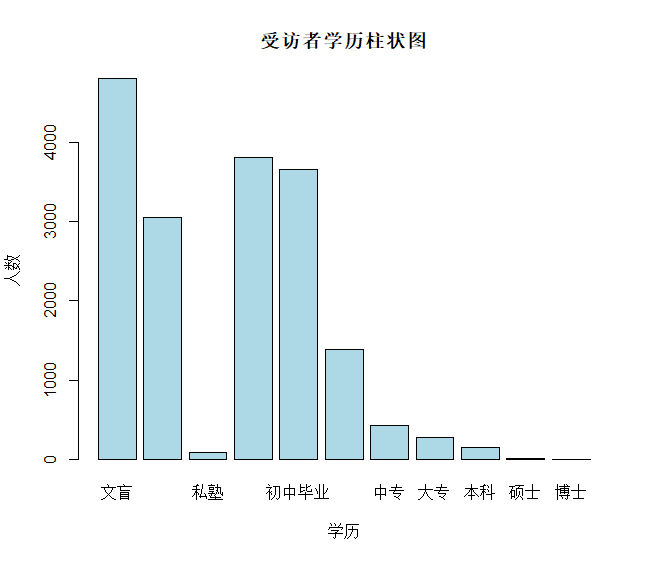 受访者学历柱状图
人数
4000
3000
2000
1000
0
文盲 私塾 初中毕业 中专 大专 本科 硕士 博士
学历